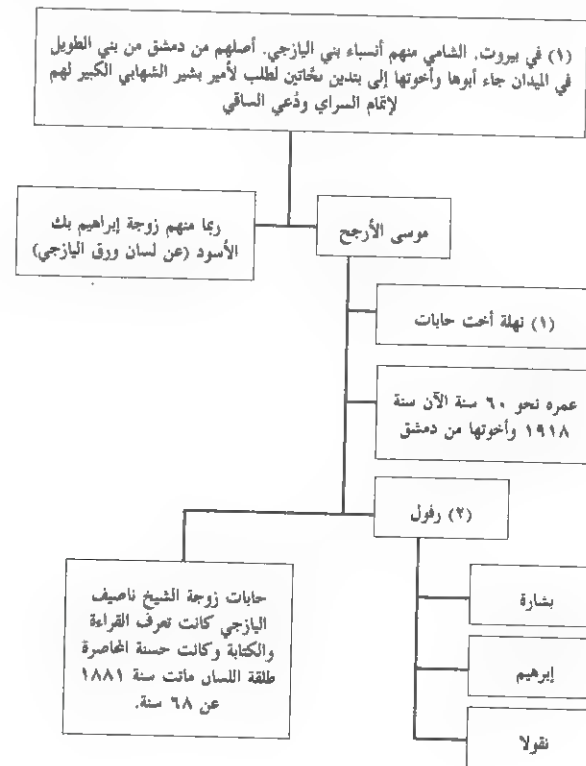 (١) في بيروت. الشامي منهم أنسباء بني اليازجي. أصلهم من دمشق من بني الطويل
في الميدان جاء أبوها وأخوتها إلى بتدين نحّاتين لطلب لأمير بشير الشهابي الكبير لهم
لإتمام السراي ودُعي الساقي
موسى الأرجح
ربما منهم زوجة إبراهيم بك
الأسود (عن لسان ورق اليازجي)
(١) نهلة أخت حابات
عمره نحو ٦٠ سنة الآن سنة
١٩١٨ وأخوتها من دمشق
(٢) رفول
حابات زوجة الشيخ ناصيف
اليازجي كانت تعرف القراءة
والكتابة وكانت حسنة المحاصرة
طلقة اللسان ماتت سنة ١٨٨١
عن ٦٨ سنة.
بشارة
إبرهيم
نقولا